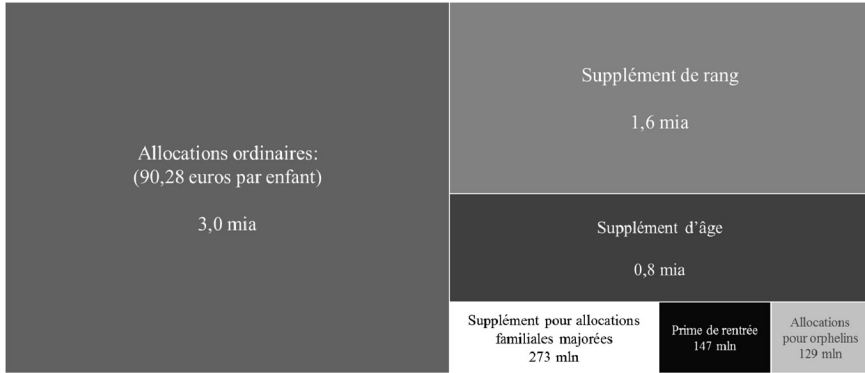 Allocations ordinaires:
(90,28 euros par enfant)
3,0 mia
Supplément de rang
1,6 mia
Supplément d'âge
0,8 mia
Supplément pour allocations
familiales majorées
273 mln
Prime de rentrée
147 mln
Allocations
pour orphelins
129 mln